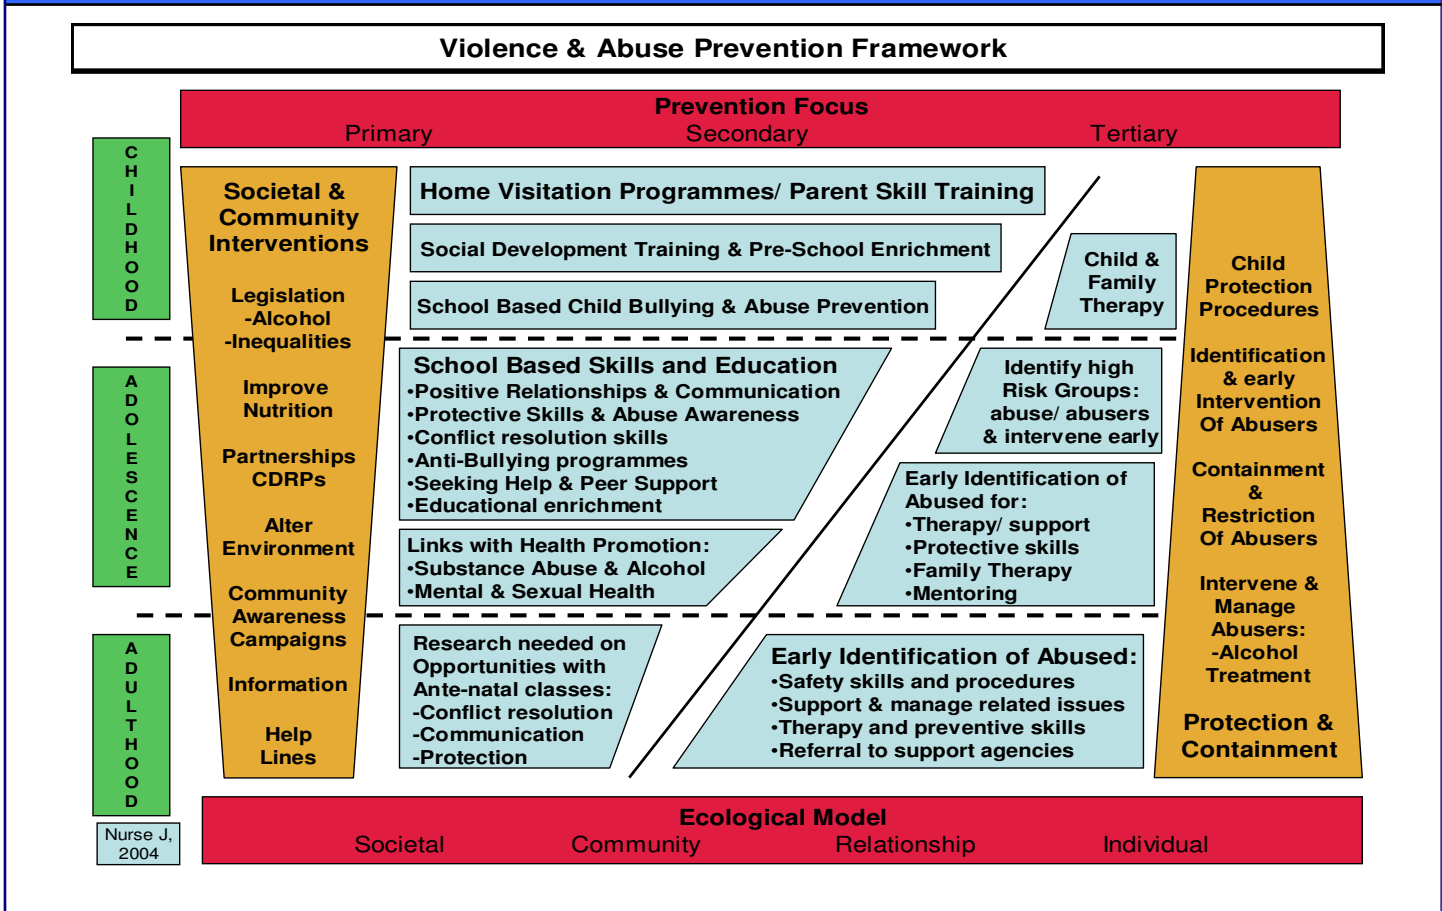 Violence & Abuse Prevention Framework
Prevention Focus
Primary Secondary Tertiary
CHILDHOOD
Societal &
Community
Interventions
Legislation
-Alcohol
-Inequalities
Improve
Nutrition
Partnerships
CDRPs
Alter
Environment
Community
Awareness
Campaigns
Information
Help
Lines
Home Visitation Programmes/ Parent Skill Training
Social Development Training & Pre-School Enrichment
School Based Child Bullying & Abuse Prevention
Child &
Family
Therapy
ADOLESCENCE
School Based Skills and Education
•Positive Relationships & Communication
•Protective Skills & Abuse Awareness
•Conflict resolution skills
•Anti-Bullying programmes
•Seeking Help & Peer Support
•Educational enrichment
Links with Health Promotion:
•Substance Abuse & Alcohol
•Mental & Sexual Health
Identify high
Risk Groups:
abuse/ abusers
& intervene early
Early Identification of
Abused for:
•Therapy/ support
•Protective skills
•Family Therapy
•Mentoring
ADULTHOOD
Research needed on
Opportunities with
Ante-natal classes:
-Conflict resolution
-Communication
-Protection
Early Identification of Abused:
•Safety skills and procedures
•Support & manage related issues
•Therapy and preventive skills
•Referral to support agencies
Child
Protection
Procedures
Identification
& early
Intervention
Of Abusers
Containment
&
Restriction
Of Abusers
Intervene &
Manage
Abusers:
-Alcohol
Treatment
Protection &
Containment
Ecological Model
Societal Community Relationship Individual
Nurse J,
2004